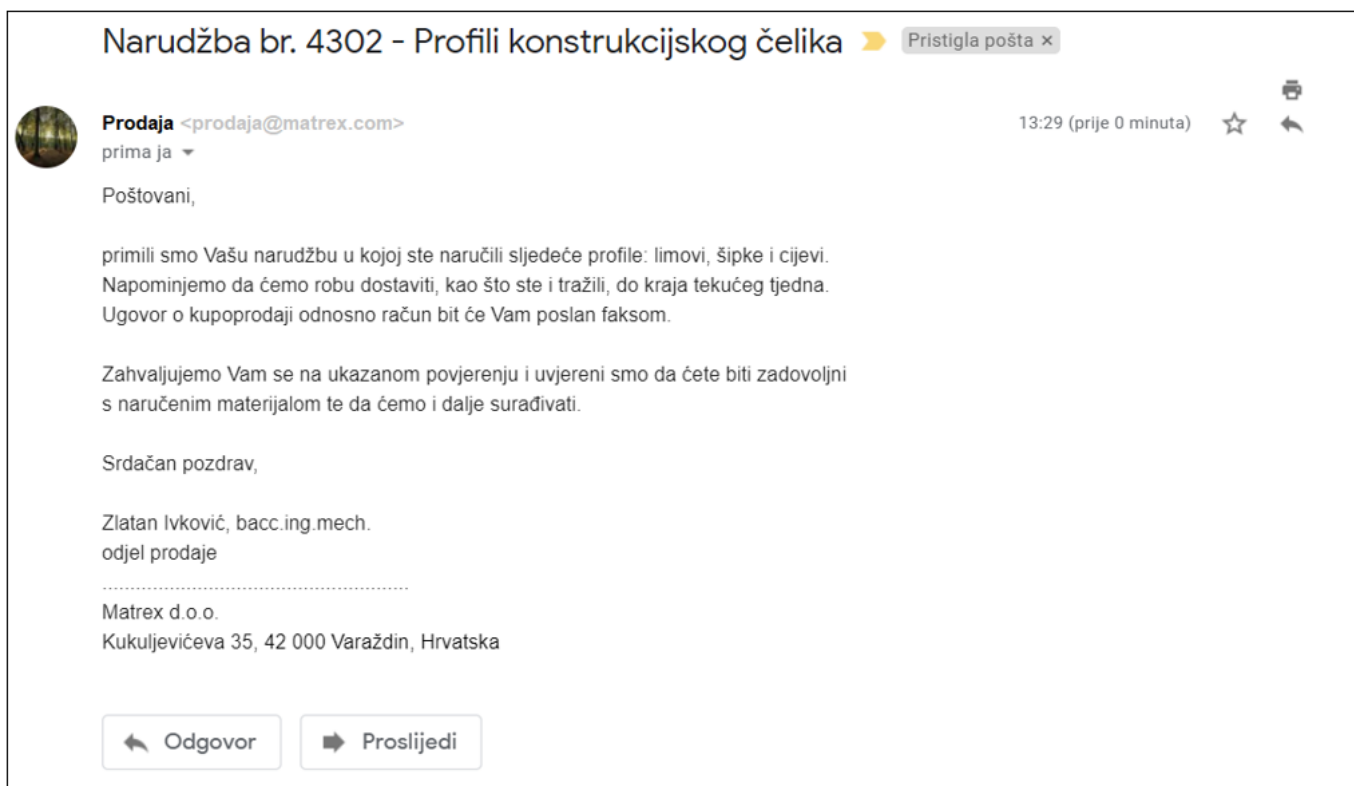 Narudžba br. 4302 - Profili konstrukcijskog čelika Pristigla pošta ×
Prodaja <prodaja@matrex.com> 13:29 (prije 0 minuta)
prima ja
Poštovani,
primili smo Vašu narudžbu u kojoj ste naručili sljedeće profile: limovi, šipke i cijevi.
Napominjemo da ćemo robu dostaviti, kao što ste i tražili, do kraja tekućeg tjedna.
Ugovor o kupoprodaji odnosno račun bit će Vam poslan faksom.
Zahvaljujemo Vam se na ukazanom povjerenju i uvjereni smo da ćete biti zadovoljni
s naručenim materijalom te da ćemo i dalje surađivati.
Srdačan pozdrav,
Zlatan Ivković, bacc.ing.mech.
odjel prodaje
.......................................................
Matrex d.o.o.
Kukuljevićeva 35, 42 000 Varaždin, Hrvatska
Odgovor Proslijedi